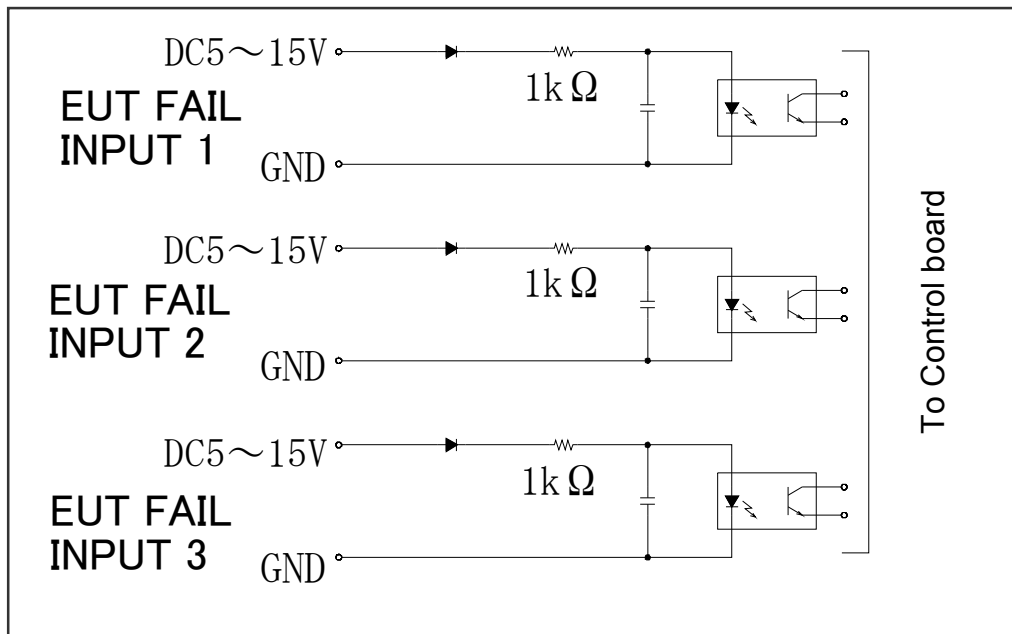 DC5～15V
1kΩ
EUT FAIL
INPUT 1
GND
DC5～15V
1kΩ
EUT FAIL
INPUT 2
GND
DC5～15V
1kΩ
EUT FAIL
INPUT 3
GND
To Control board